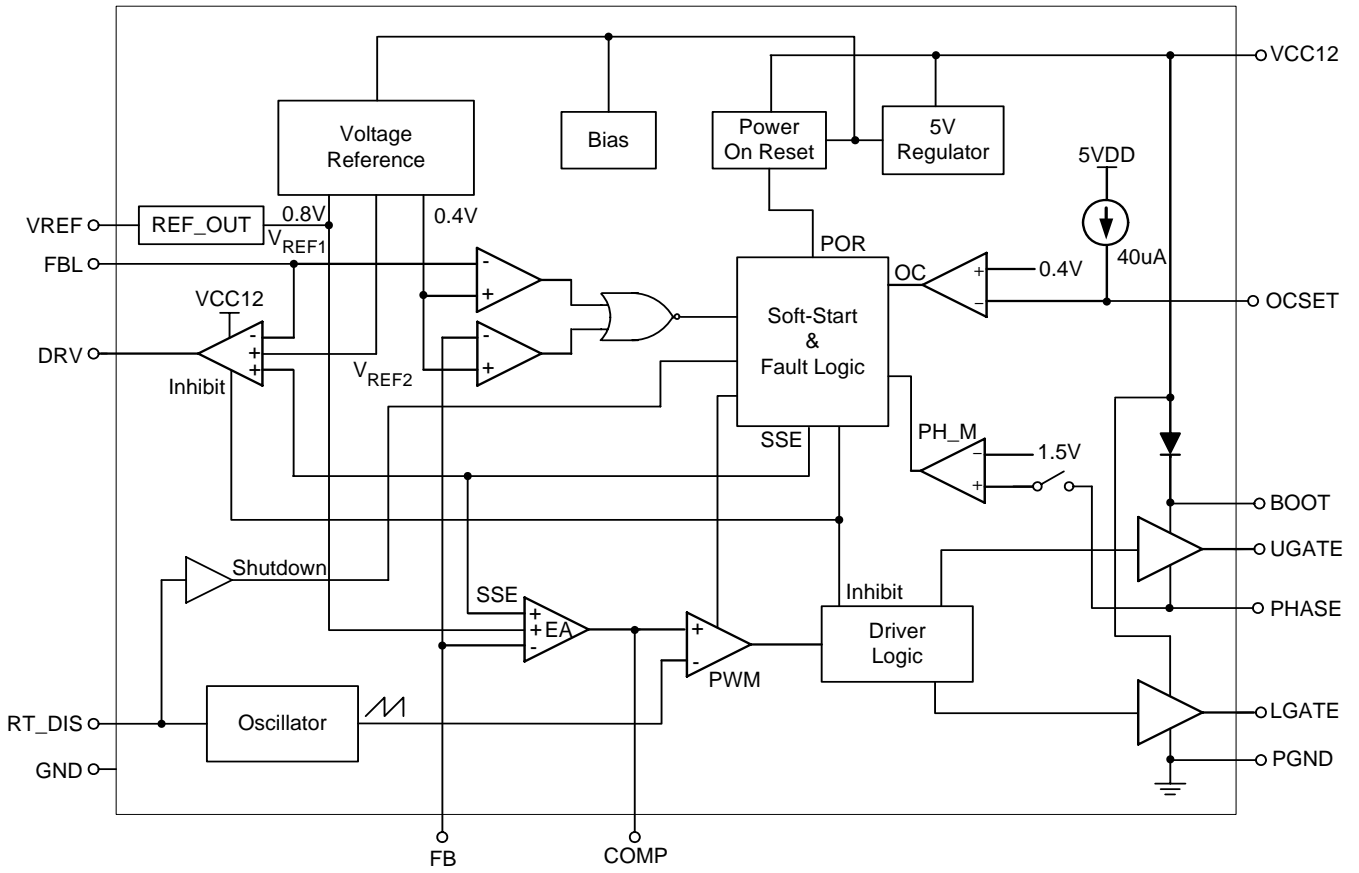 VCC12
Voltage
Reference
Bias
Power
On Reset
5V
Regulator
5VDD
40uA
VREF
REF_OUT
0.8V
VREF1
0.4V
FBL
POR
OC
+
0.4V
−
OCSET
VCC12
-
+
-
+
Soft-Start
&
Fault Logic
DRV
-
+
+
Inhibit
VREF2
-
+
SSE
PH_M
−
1.5V
+
BOOT
UGATE
Shutdown
SSE
+
+
-
EA
+
-
PWM
Inhibit
Driver
Logic
PHASE
RT_DIS
Oscillator
LGATE
GND
PGND
FB
COMP